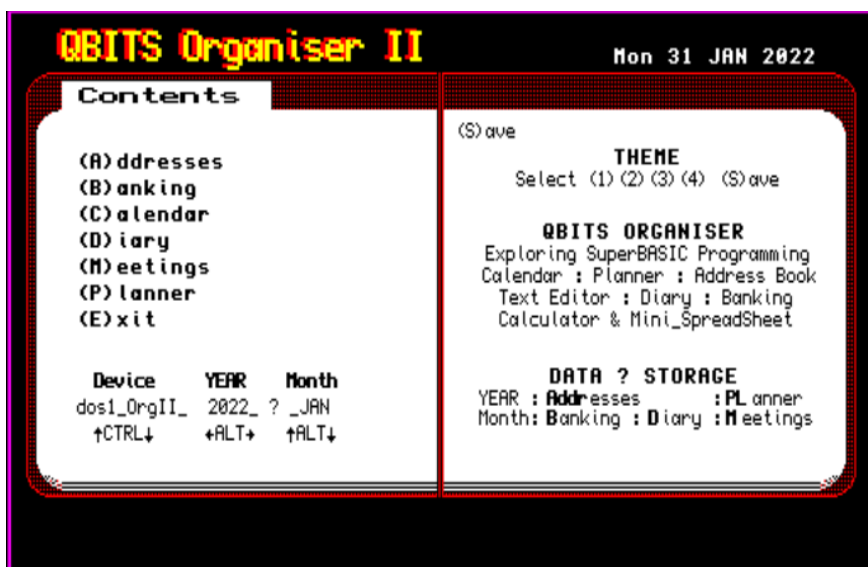 QBITS Organiser II
Mon 31 JAN 2022
Contents
(A)ddresses
(B)anking
(C)alendar
(D)iary
(M)eetings
(P)lanner
(E)xit
Device YEAR Month
dos1_OrgII_ 2022_ ? _JAN
↑CTRL↓ ←ALT→ ↑ALT↓
(S)ave
THEME
Select (1)(2)(3)(4) (S)ave
QBITS ORGANISER
Exploring SuperBASIC Programming
Calendar : Planner : Address Book
Text Editor : Diary : Banking
Calculator & Mini_SpreadSheet
DATA ? STORAGE
YEAR : Addresses : PLanner
Month: Banking : Diary : Meetings